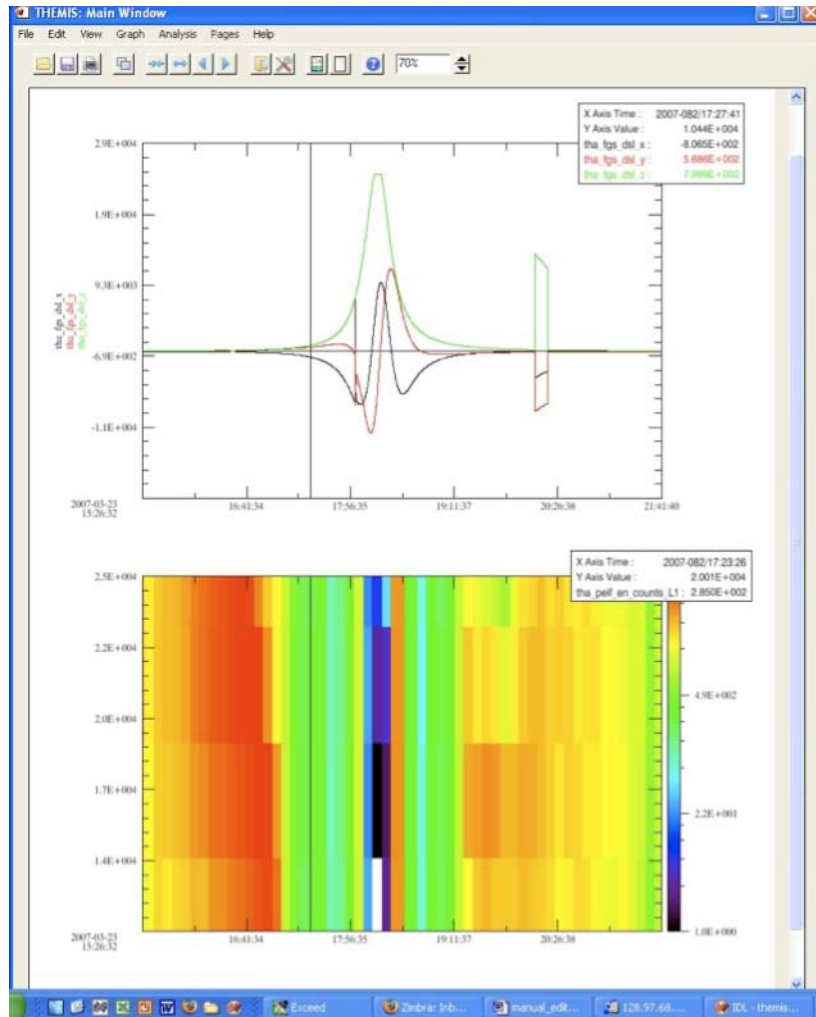 THEMIS: Main Window
File Edit View Graph Analysis Pages Help
70%
X Axis Time : 2007-082/17:27:41
Y Axis Value : 1.044E+004
tha_fgs_dsl_x : -8.065E+002
tha_fgs_dsl_y : 5.686E+002
tha_fgs_dsl_z : 7.999E+002
2.9E+004
1.9E+004
9.3E+003
-6.9E+002
-1.1E+004
tha_fgs_dsl_x
tha_fgs_dsl_y
tha_fgs_dsl_z
2007-03-23
15:26:32
16:41:34
17:56:35
19:11:37
20:26:38
21:41:40
X Axis Time : 2007-082/17:23:26
Y Axis Value : 2.001E+004
tha_peif_en_counts_L1 : 2.850E+002
2.5E+004
2.2E+004
2.0E+004
1.7E+004
1.4E+004
4.9E+002
2.2E+001
1.0E+000
2007-03-23
15:26:32
16:41:34
17:56:35
19:11:37
20:26:38
Exceed
Zimbra: Inb...
manual_edit...
128.97.68....
IDL - themis...